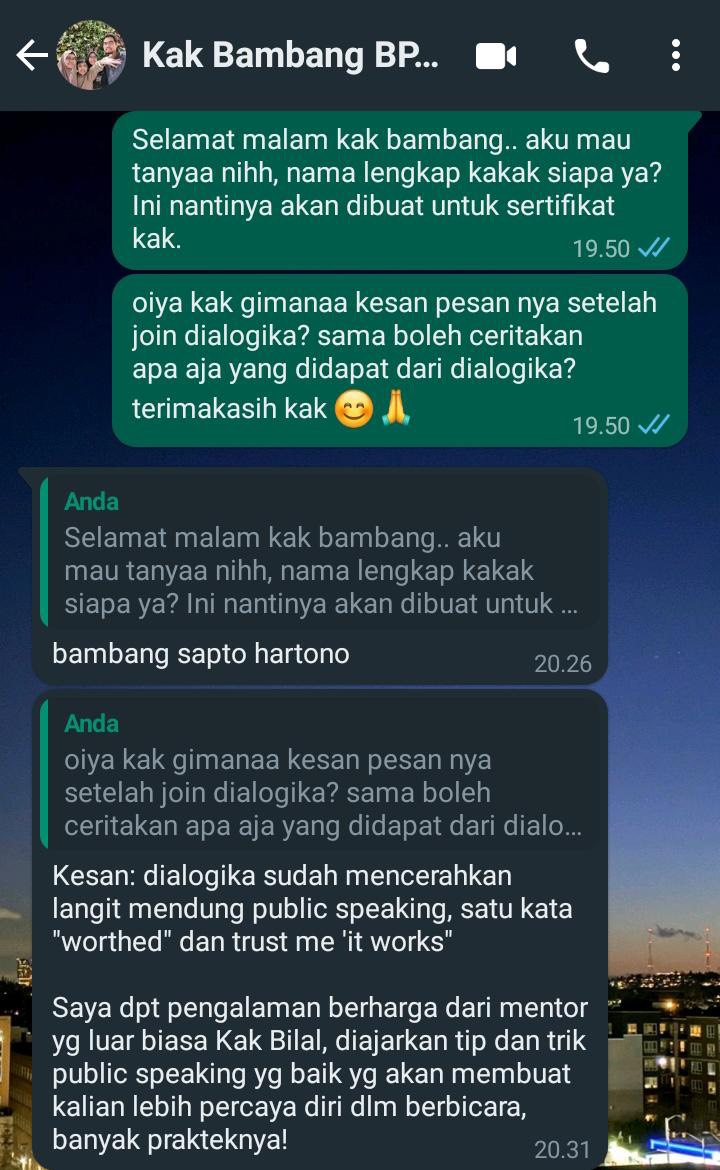 Kak Bambang BP...
Selamat malam kak bambang.. aku mau
tanyaa nihh, nama lengkap kakak siapa ya?
Ini nantinya akan dibuat untuk sertifikat
kak.
19.50
oiya kak gimanaa kesan pesan nya setelah
join dialogika? sama boleh ceritakan
apa aja yang didapat dari dialogika?
terimakasih kak 😊🙏
19.50
Anda
Selamat malam kak bambang.. aku
mau tanyaa nihh, nama lengkap kakak
siapa ya? Ini nantinya akan dibuat untuk ...
bambang sapto hartono
20.26
Anda
oiya kak gimanaa kesan pesan nya
setelah join dialogika? sama boleh
ceritakan apa aja yang didapat dari dialo...
Kesan: dialogika sudah mencerahkan
langit mendung public speaking, satu kata
"worthed" dan trust me 'it works"
Saya dpt pengalaman berharga dari mentor
yg luar biasa Kak Bilal, diajarkan tip dan trik
public speaking yg baik yg akan membuat
kalian lebih percaya diri dlm berbicara,
banyak prakteknya!
20.31